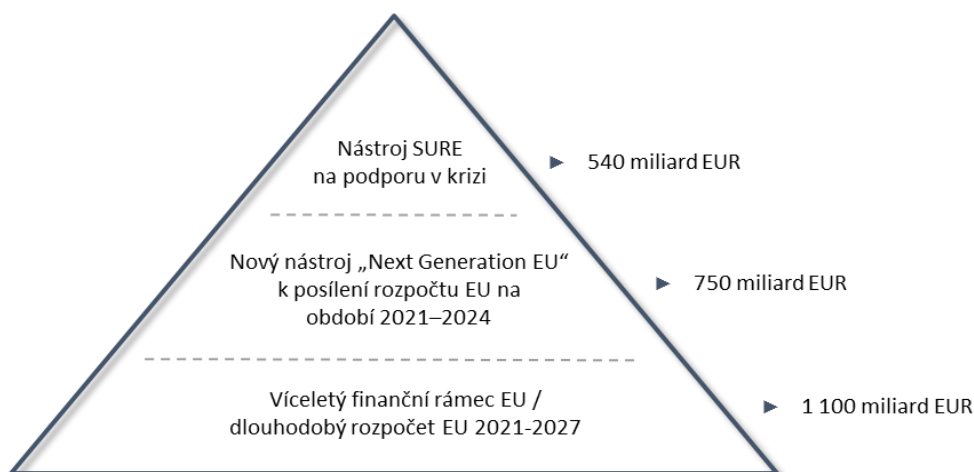 Nástroj SURE
na podporu v krizi
540 miliard EUR
Nový nástroj „Next Generation EU“
k posílení rozpočtu EU na
období 2021–2024
750 miliard EUR
Víceletý finanční rámec EU /
dlouhodobý rozpočet EU 2021-2027
1 100 miliard EUR